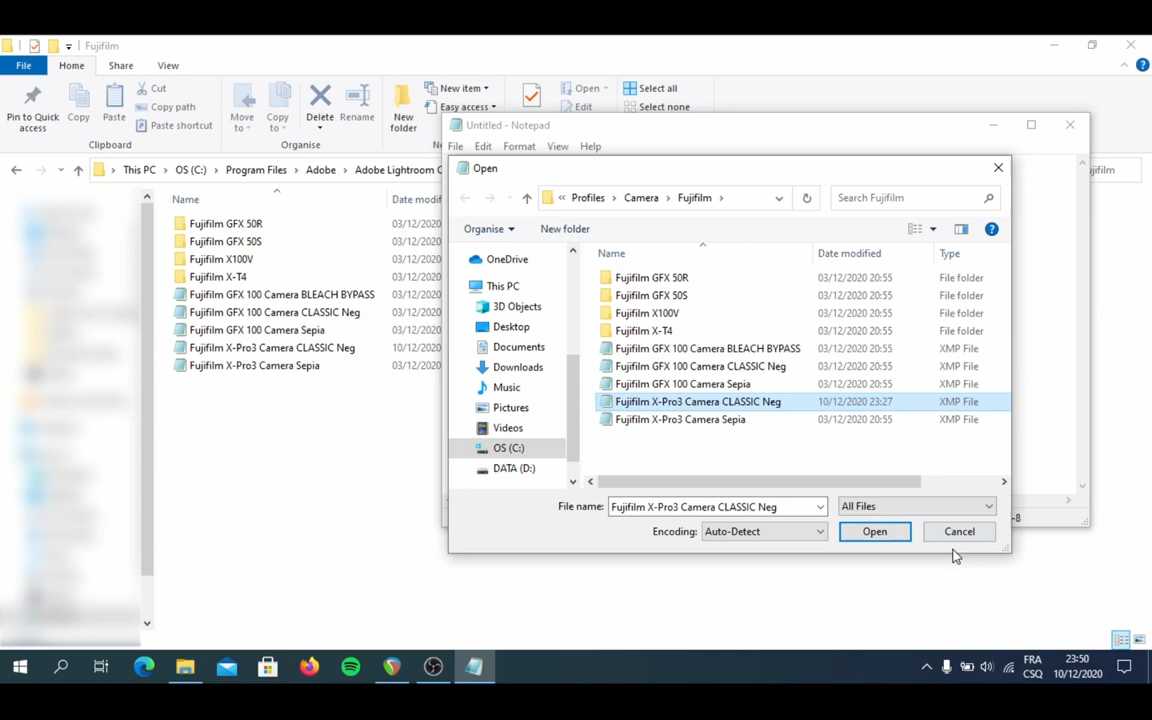 Fujifilm
File Home Share View
Pin to Quick access
Copy
Paste
Cut
Copy path
Paste shortcut
Clipboard
Move to
Copy to
Delete
Rename
Organise
New folder
New item
Easy access
Open
Edit
Select all
Select none
This PC > OS (C:) > Program Files > Adobe > Adobe Lightroom C
Name Date modif
Fujifilm GFX 50R 03/12/2020
Fujifilm GFX 50S 03/12/2020
Fujifilm X100V 03/12/2020
Fujifilm X-T4 03/12/2020
Fujifilm GFX 100 Camera BLEACH BYPASS 03/12/2020
Fujifilm GFX 100 Camera CLASSIC Neg 03/12/2020
Fujifilm GFX 100 Camera Sepia 03/12/2020
Fujifilm X-Pro3 Camera CLASSIC Neg 10/12/2020
Fujifilm X-Pro3 Camera Sepia 03/12/2020
Untitled - Notepad
File Edit Format View Help
Open
« Profiles > Camera > Fujifilm >
Search Fujifilm
Organise New folder
OneDrive
This PC
3D Objects
Desktop
Documents
Downloads
Music
Pictures
Videos
OS (C:)
DATA (D:)
Name Date modified Type
Fujifilm GFX 50R 03/12/2020 20:55 File folder
Fujifilm GFX 50S 03/12/2020 20:55 File folder
Fujifilm X100V 03/12/2020 20:55 File folder
Fujifilm X-T4 03/12/2020 20:55 File folder
Fujifilm GFX 100 Camera BLEACH BYPASS 03/12/2020 20:55 XMP File
Fujifilm GFX 100 Camera CLASSIC Neg 03/12/2020 20:55 XMP File
Fujifilm GFX 100 Camera Sepia 03/12/2020 20:55 XMP File
Fujifilm X-Pro3 Camera CLASSIC Neg 10/12/2020 23:27 XMP File
Fujifilm X-Pro3 Camera Sepia 03/12/2020 20:55 XMP File
File name: Fujifilm X-Pro3 Camera CLASSIC Neg All Files
Encoding: Auto-Detect Open Cancel
-8
FRA
CSQ
23:50
10/12/2020